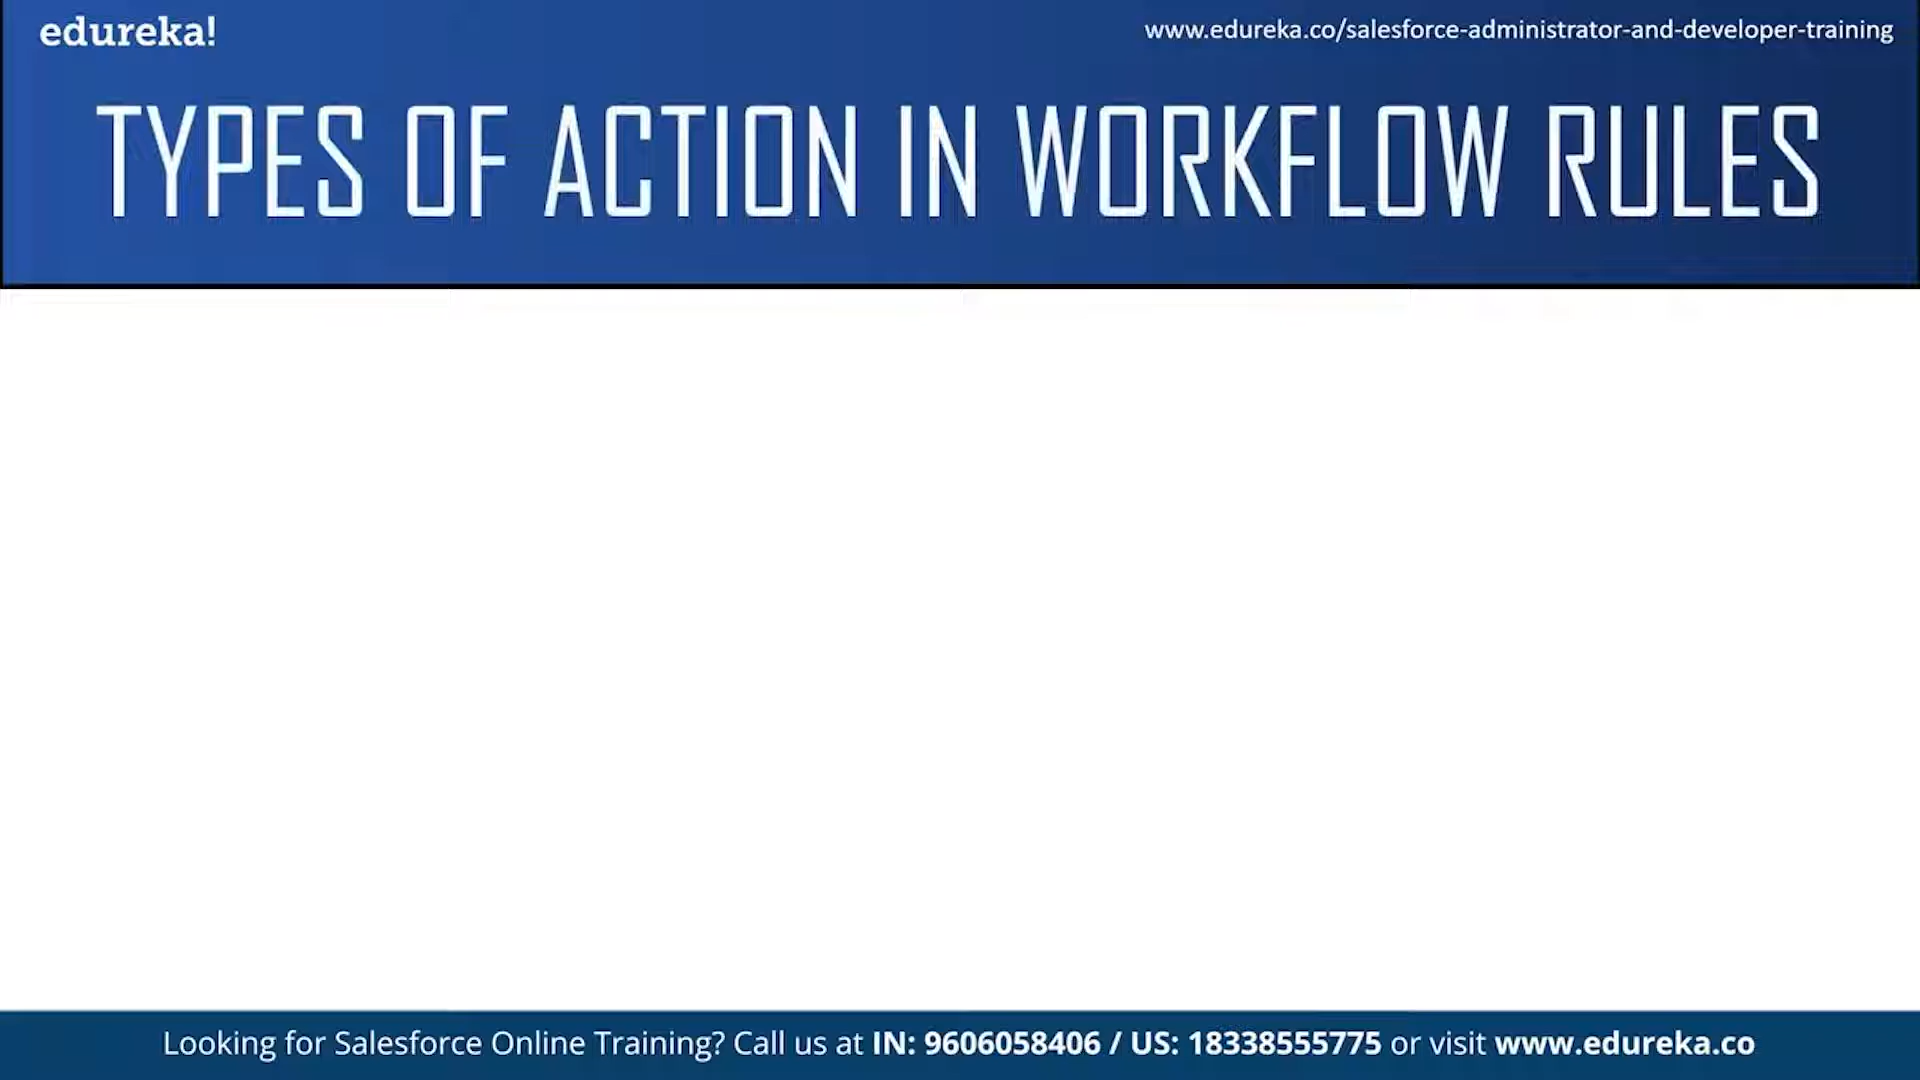 edureka!
www.edureka.co/salesforce-administrator-and-developer-training
TYPES OF ACTION IN WORKFLOW RULES
Looking for Salesforce Online Training? Call us at IN: 9606058406 / US: 18338555775 or visit www.edureka.co